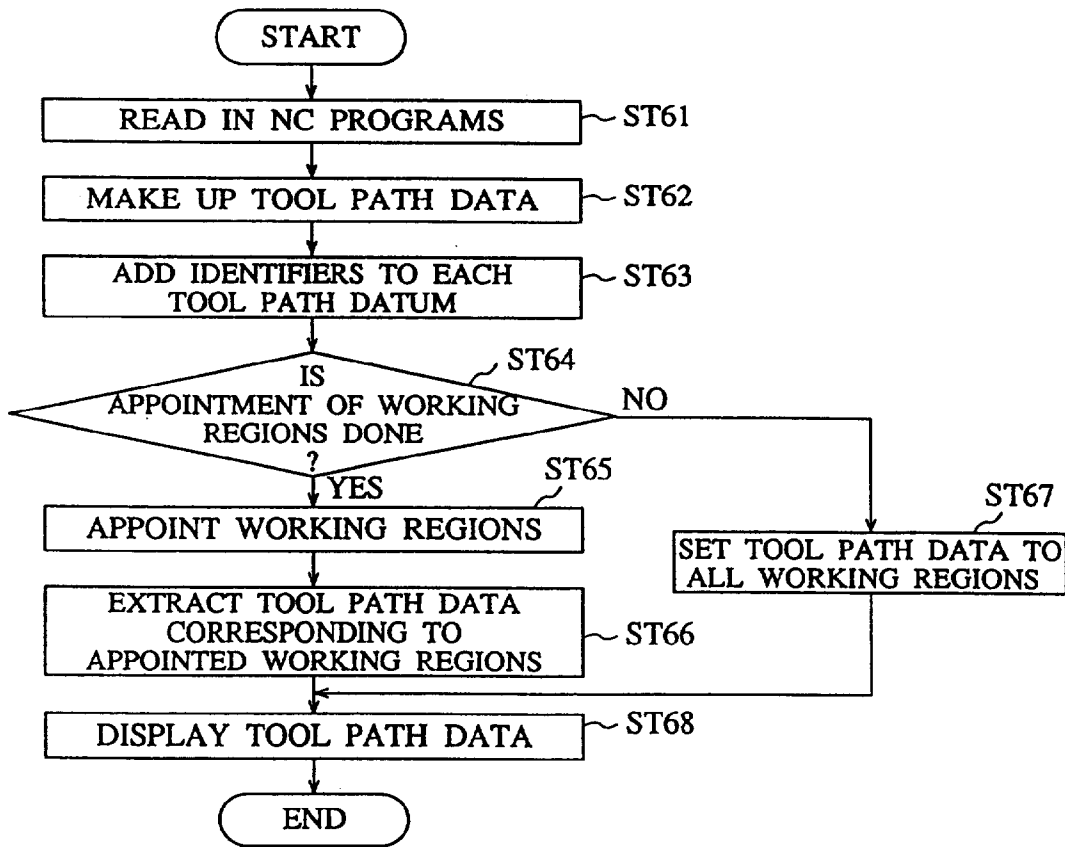 START
READ IN NC PROGRAMS
ST61
MAKE UP TOOL PATH DATA
ST62
ADD IDENTIFIERS TO EACH
TOOL PATH DATUM
ST63
ST64
IS
APPOINTMENT OF WORKING
REGIONS DONE
?
NO
YES
ST65
APPOINT WORKING REGIONS
ST67
SET TOOL PATH DATA TO
ALL WORKING REGIONS
EXTRACT TOOL PATH DATA
CORRESPONDING TO
APPOINTED WORKING REGIONS
ST66
DISPLAY TOOL PATH DATA
ST68
END